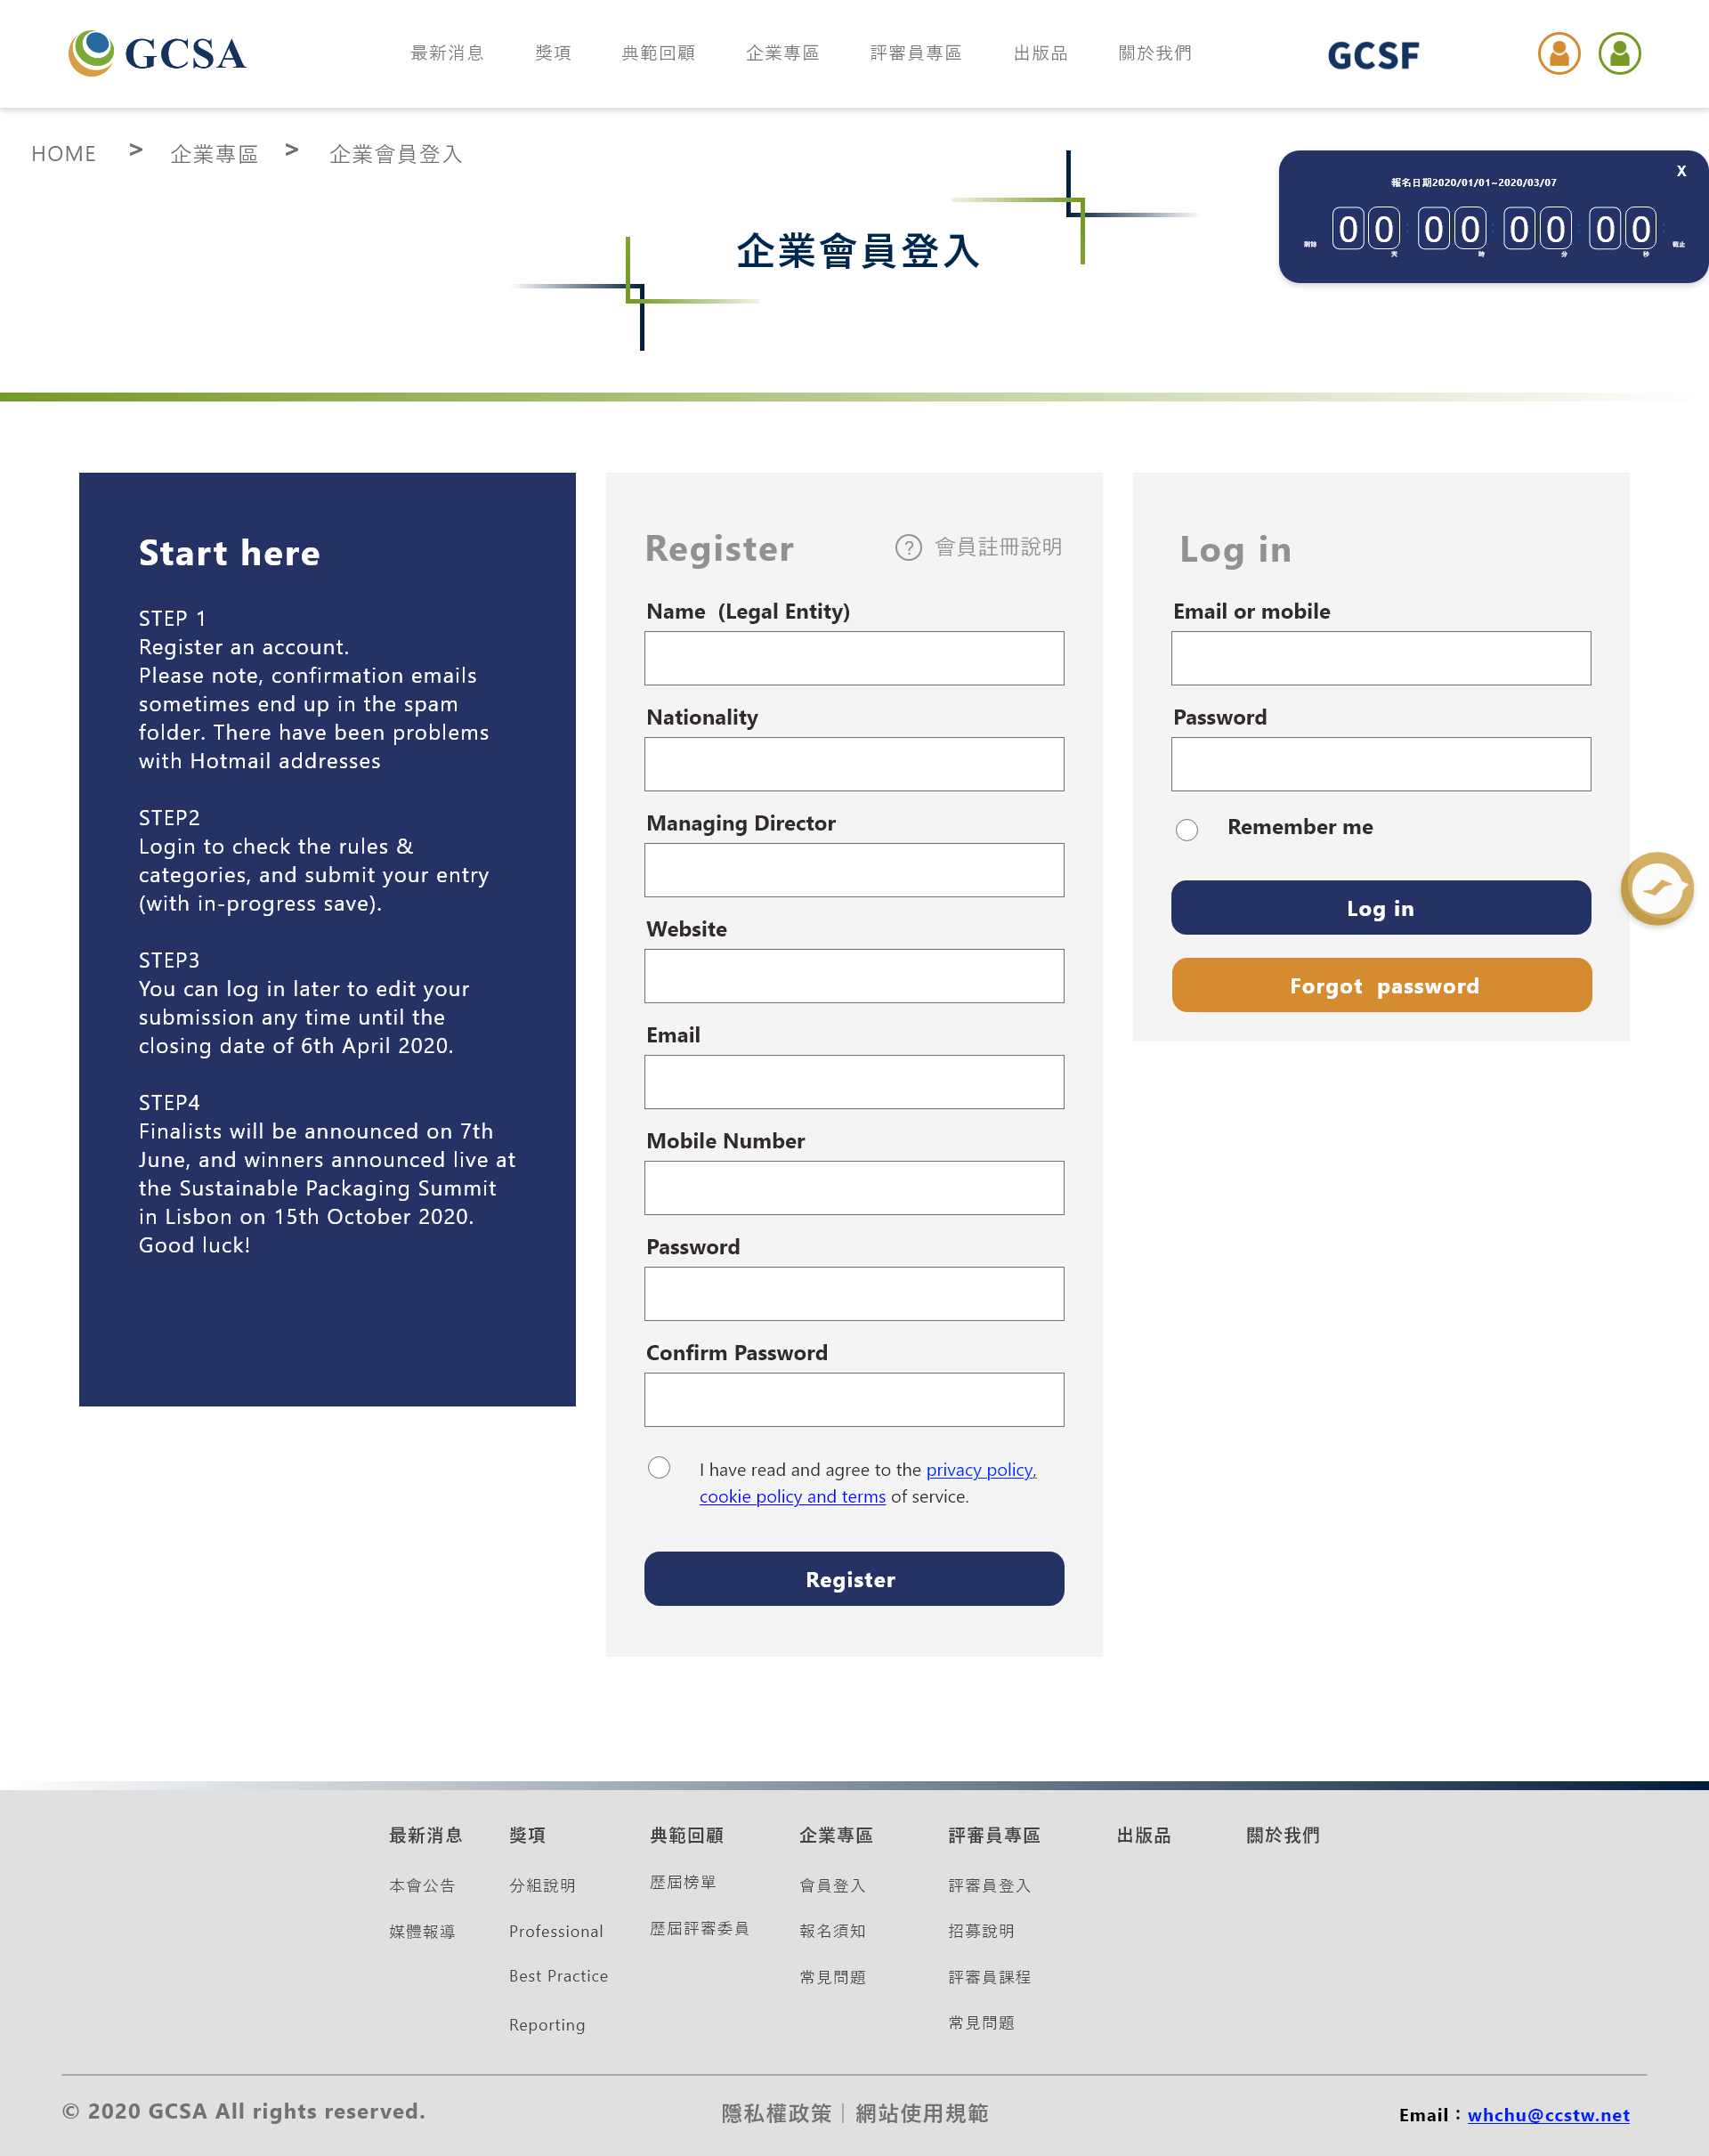 GCSA
最新消息 獎項 典範回顧 企業專區 評審員專區 出版品 關於我們
GCSF
HOME > 企業專區 > 企業會員登入
X
報名日期2020/01/01~2020/03/07
剩餘 00 : 00 : 00 : 00 : 截止
天 時 分 秒
企業會員登入
Start here
STEP 1
Register an account.
Please note, confirmation emails
sometimes end up in the spam
folder. There have been problems
with Hotmail addresses
STEP2
Login to check the rules &
categories, and submit your entry
(with in-progress save).
STEP3
You can log in later to edit your
submission any time until the
closing date of 6th April 2020.
STEP4
Finalists will be announced on 7th
June, and winners announced live at
the Sustainable Packaging Summit
in Lisbon on 15th October 2020.
Good luck!
Register
? 會員註冊說明
Name (Legal Entity)
Nationality
Managing Director
Website
Email
Mobile Number
Password
Confirm Password
I have read and agree to the privacy policy,
cookie policy and terms of service.
Register
Log in
Email or mobile
Password
Remember me
Log in
Forgot password
最新消息 獎項 典範回顧 企業專區 評審員專區 出版品 關於我們
本會公告 分組說明 歷屆榜單 會員登入 評審員登入
媒體報導 Professional 歷屆評審委員 報名須知 招募說明
Best Practice 常見問題 評審員課程
Reporting 常見問題
© 2020 GCSA All rights reserved.
隱私權政策｜網站使用規範
Email：whchu@ccstw.net